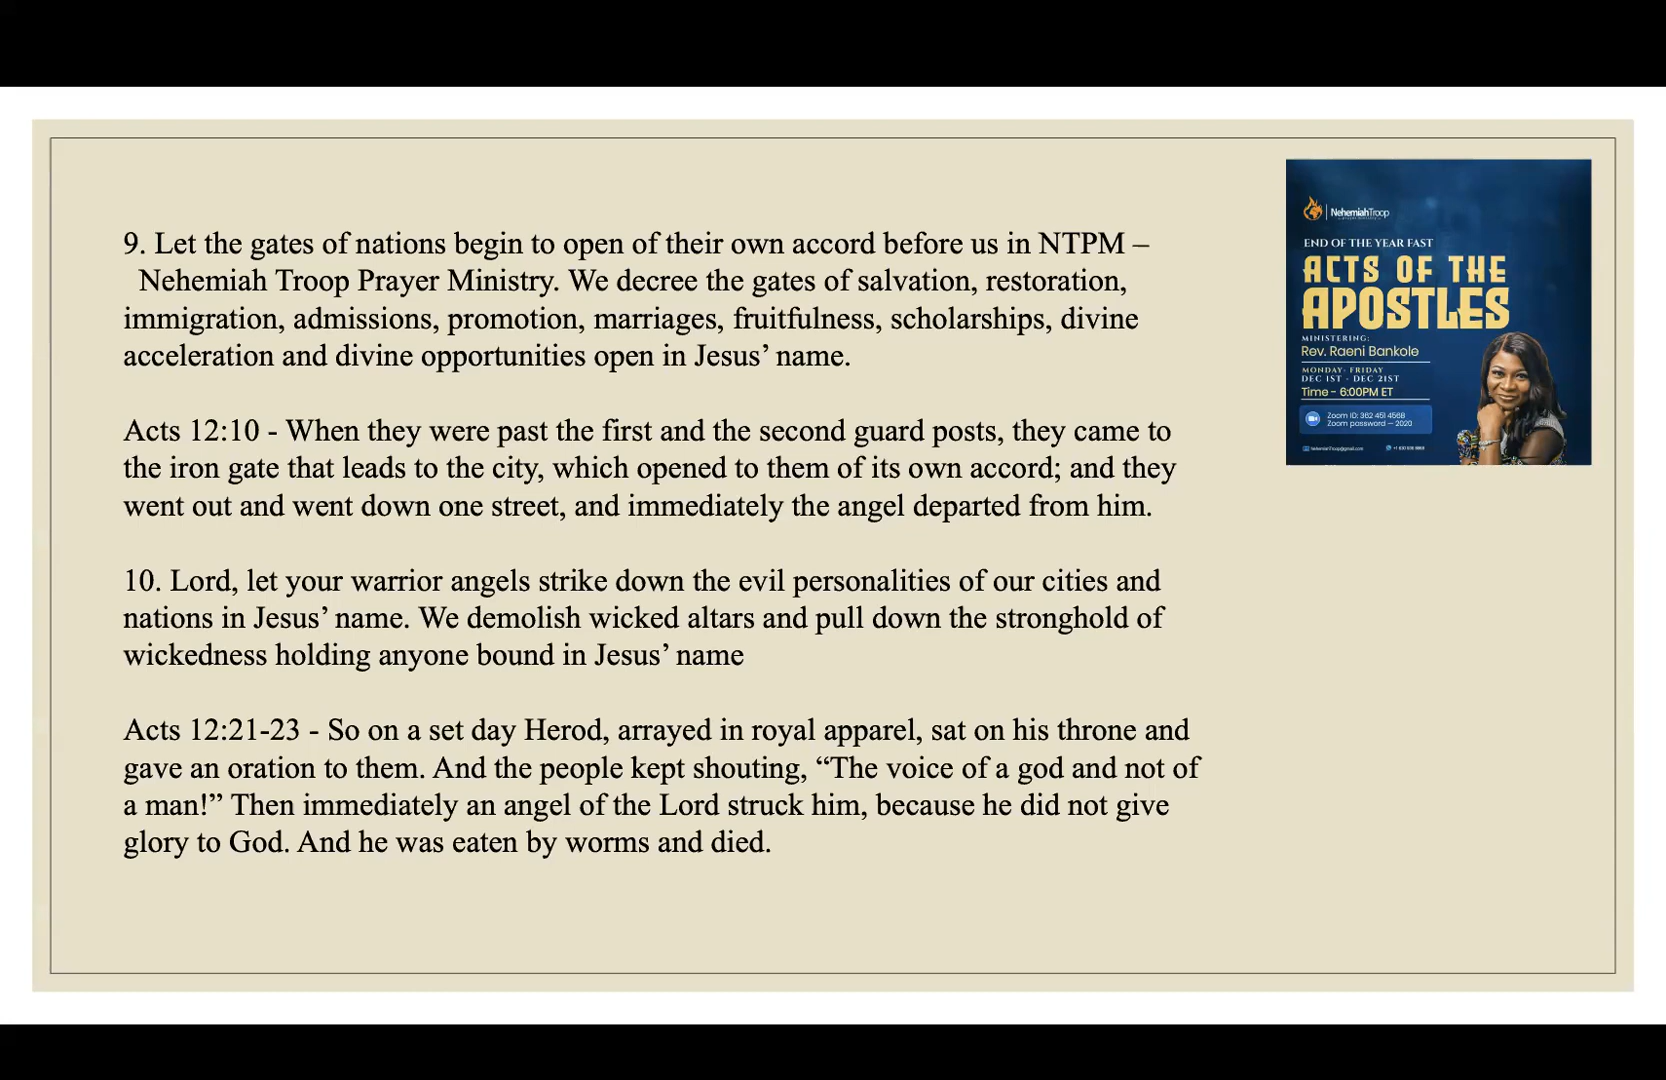 9. Let the gates of nations begin to open of their own accord before us in NTPM –
Nehemiah Troop Prayer Ministry. We decree the gates of salvation, restoration,
immigration, admissions, promotion, marriages, fruitfulness, scholarships, divine
acceleration and divine opportunities open in Jesus’ name.
Acts 12:10 - When they were past the first and the second guard posts, they came to
the iron gate that leads to the city, which opened to them of its own accord; and they
went out and went down one street, and immediately the angel departed from him.
10. Lord, let your warrior angels strike down the evil personalities of our cities and
nations in Jesus’ name. We demolish wicked altars and pull down the stronghold of
wickedness holding anyone bound in Jesus’ name
Acts 12:21-23 - So on a set day Herod, arrayed in royal apparel, sat on his throne and
gave an oration to them. And the people kept shouting, “The voice of a god and not of
a man!” Then immediately an angel of the Lord struck him, because he did not give
glory to God. And he was eaten by worms and died.
NehemiahTroop
END OF THE YEAR FAST
ACTS OF THE
APOSTLES
MINISTERING:
Rev. Raeni Bankole
MONDAY- FRIDAY
DEC 1ST - DEC 21ST
Time - 6:00PM ET
Zoom ID: 362 451 4568
Zoom password — 2020
NehemiahTroop@gmail.com